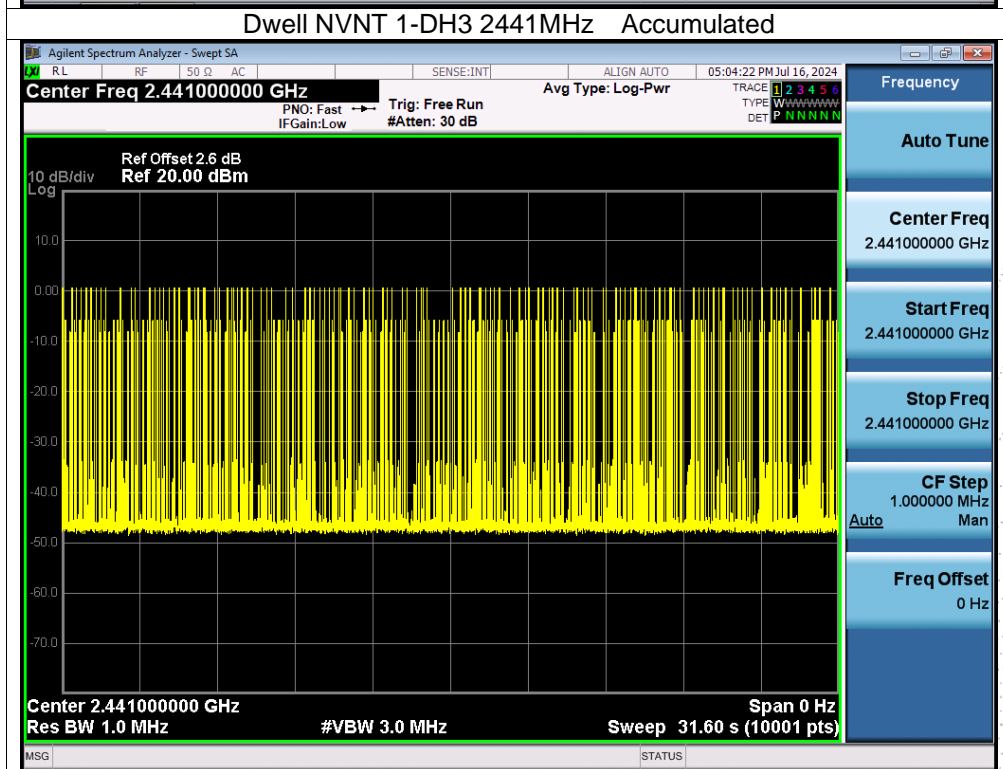 Dwell NVNT 1-DH3 2441MHz Accumulated
Agilent Spectrum Analyzer - Swept SA
LXI RL RF 50 Ω AC SENSE:INT ALIGN AUTO 05:04:22 PM Jul 16, 2024
Center Freq 2.441000000 GHz
PNO: Fast
IFGain:Low
Trig: Free Run
#Atten: 30 dB
Avg Type: Log-Pwr
TRACE 1 2 3 4 5 6
TYPE WWWWWW
DET P N N N N N
Ref Offset 2.6 dB
10 dB/div Ref 20.00 dBm
Log
10.0
0.00
-10.0
-20.0
-30.0
-40.0
-50.0
-60.0
-70.0
Center 2.441000000 GHz Span 0 Hz
Res BW 1.0 MHz #VBW 3.0 MHz Sweep 31.60 s (10001 pts)
MSG STATUS
Frequency
Auto Tune
Center Freq
2.441000000 GHz
Start Freq
2.441000000 GHz
Stop Freq
2.441000000 GHz
CF Step
1.000000 MHz
Auto Man
Freq Offset
0 Hz